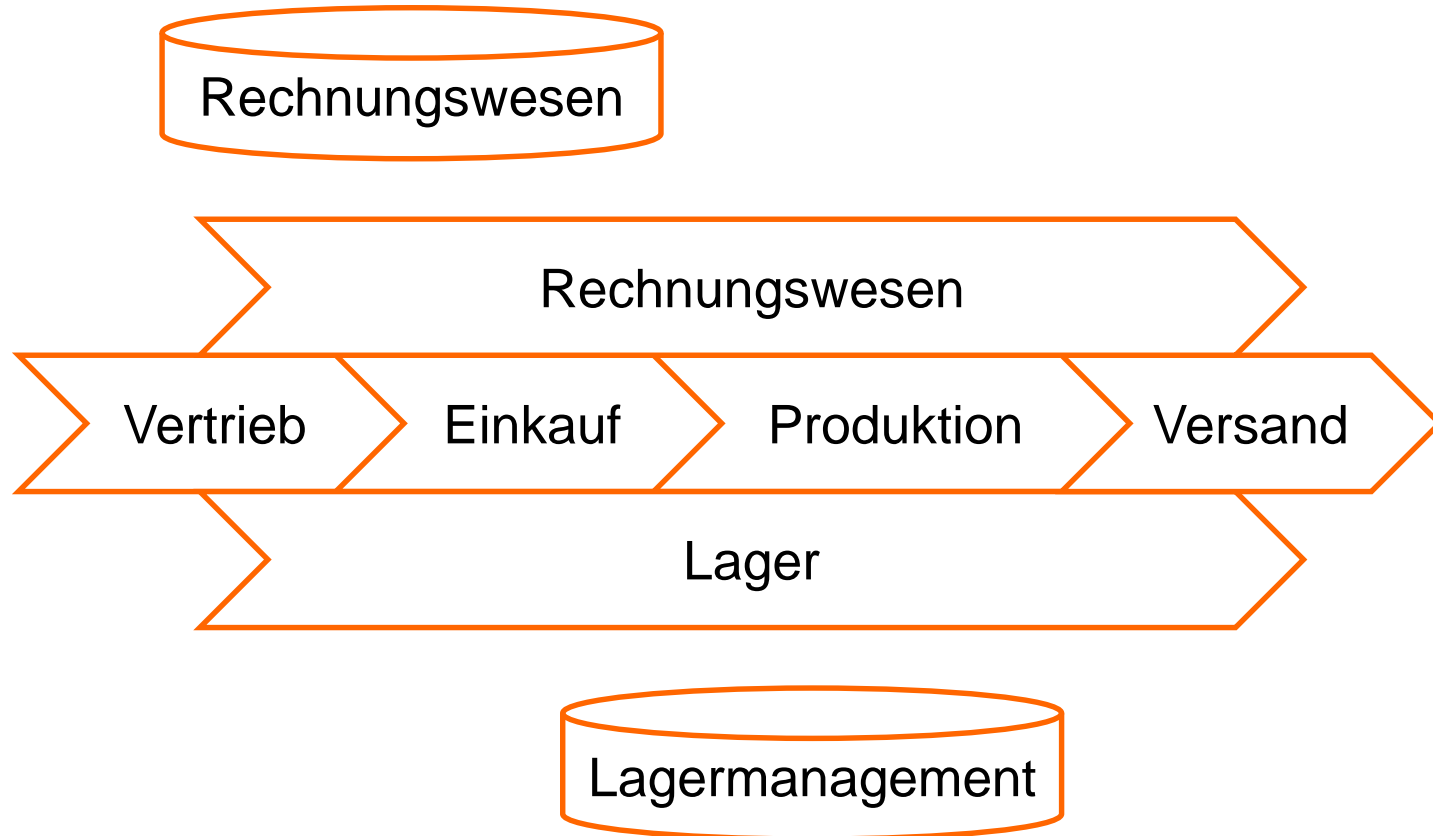 Rechnungswesen
Rechnungswesen
Vertrieb Einkauf Produktion Versand
Lager
Lagermanagement